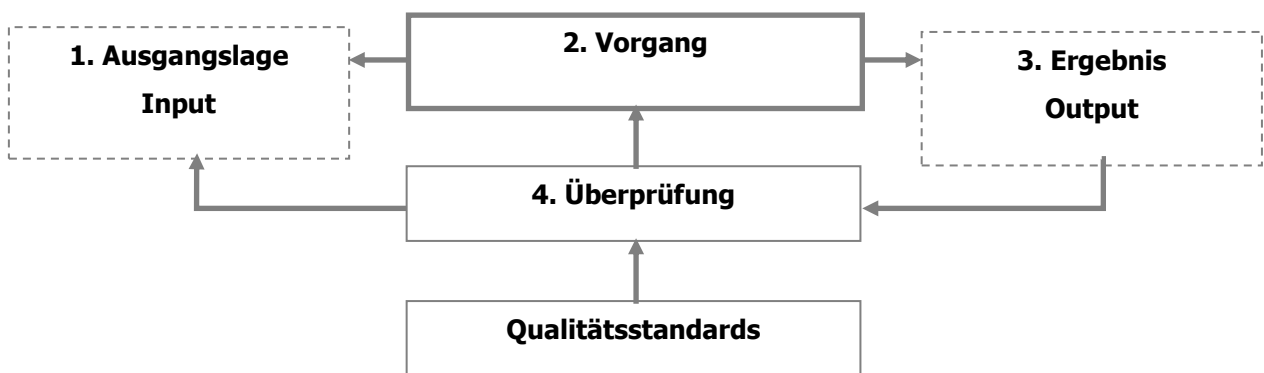 1. Ausgangslage
Input
2. Vorgang
3. Ergebnis
Output
4. Überprüfung
Qualitätsstandards